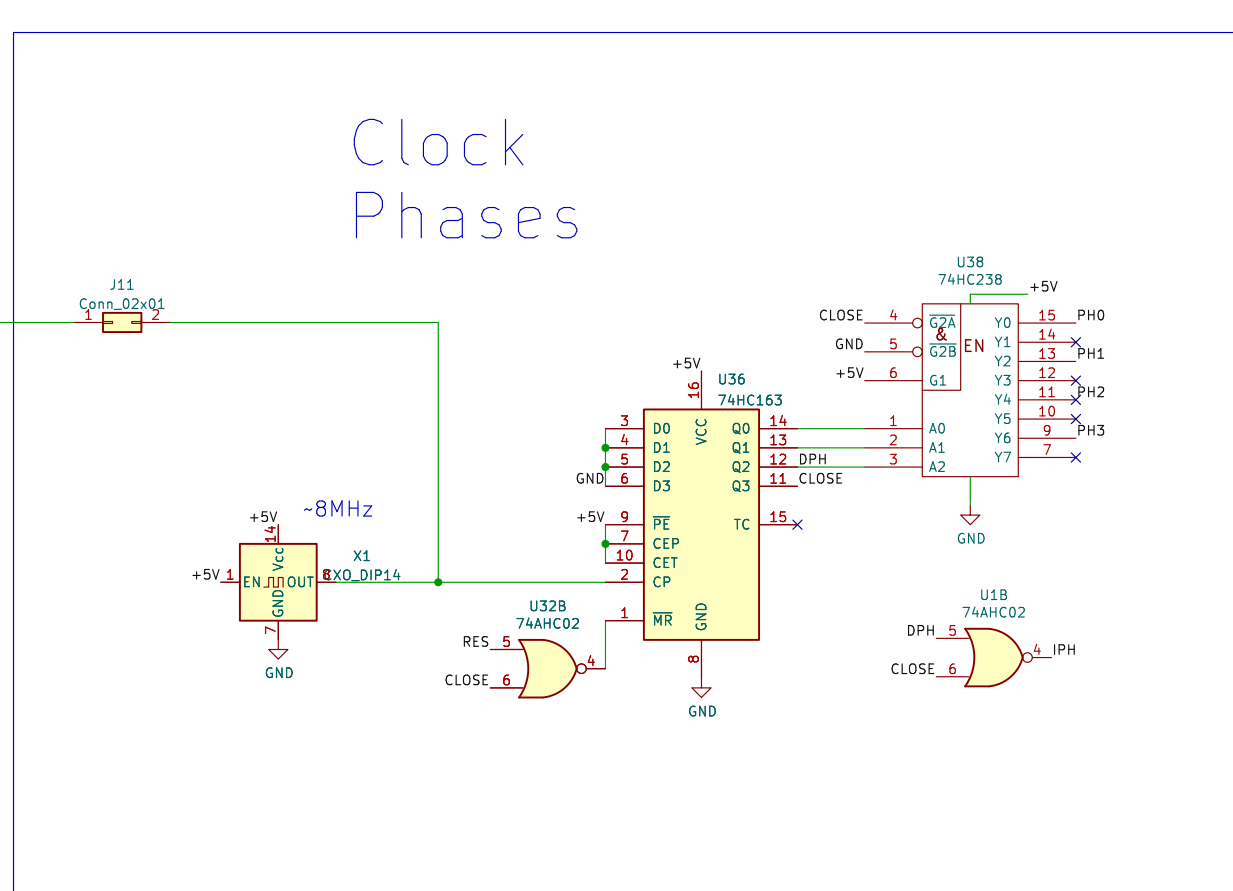 Clock
Phases
J11
Conn_02x01
1
2
~8MHz
+5V
14
Vcc
X1
CXO_DIP14
+5V 1 EN OUT 8
GND
7
GND
+5V
16
U36
74HC163
VCC
3 D0 Q0 14
4 D1 Q1 13
5 D2 Q2 12 DPH
GND 6 D3 Q3 11 CLOSE
+5V 9 PE TC 15
7 CEP
10 CET
2 CP
1 MR
GND
8
GND
U32B
74AHC02
RES 5
4
CLOSE 6
U38
74HC238
+5V
CLOSE 4 G2A Y0 15 PH0
& EN
Y1 14
GND 5 G2B Y2 13 PH1
+5V 6 G1 Y3 12
Y4 11 PH2
Y5 10
1 A0
2 A1 Y6 9 PH3
3 A2 Y7 7
GND
U1B
74AHC02
DPH 5
4 IPH
CLOSE 6